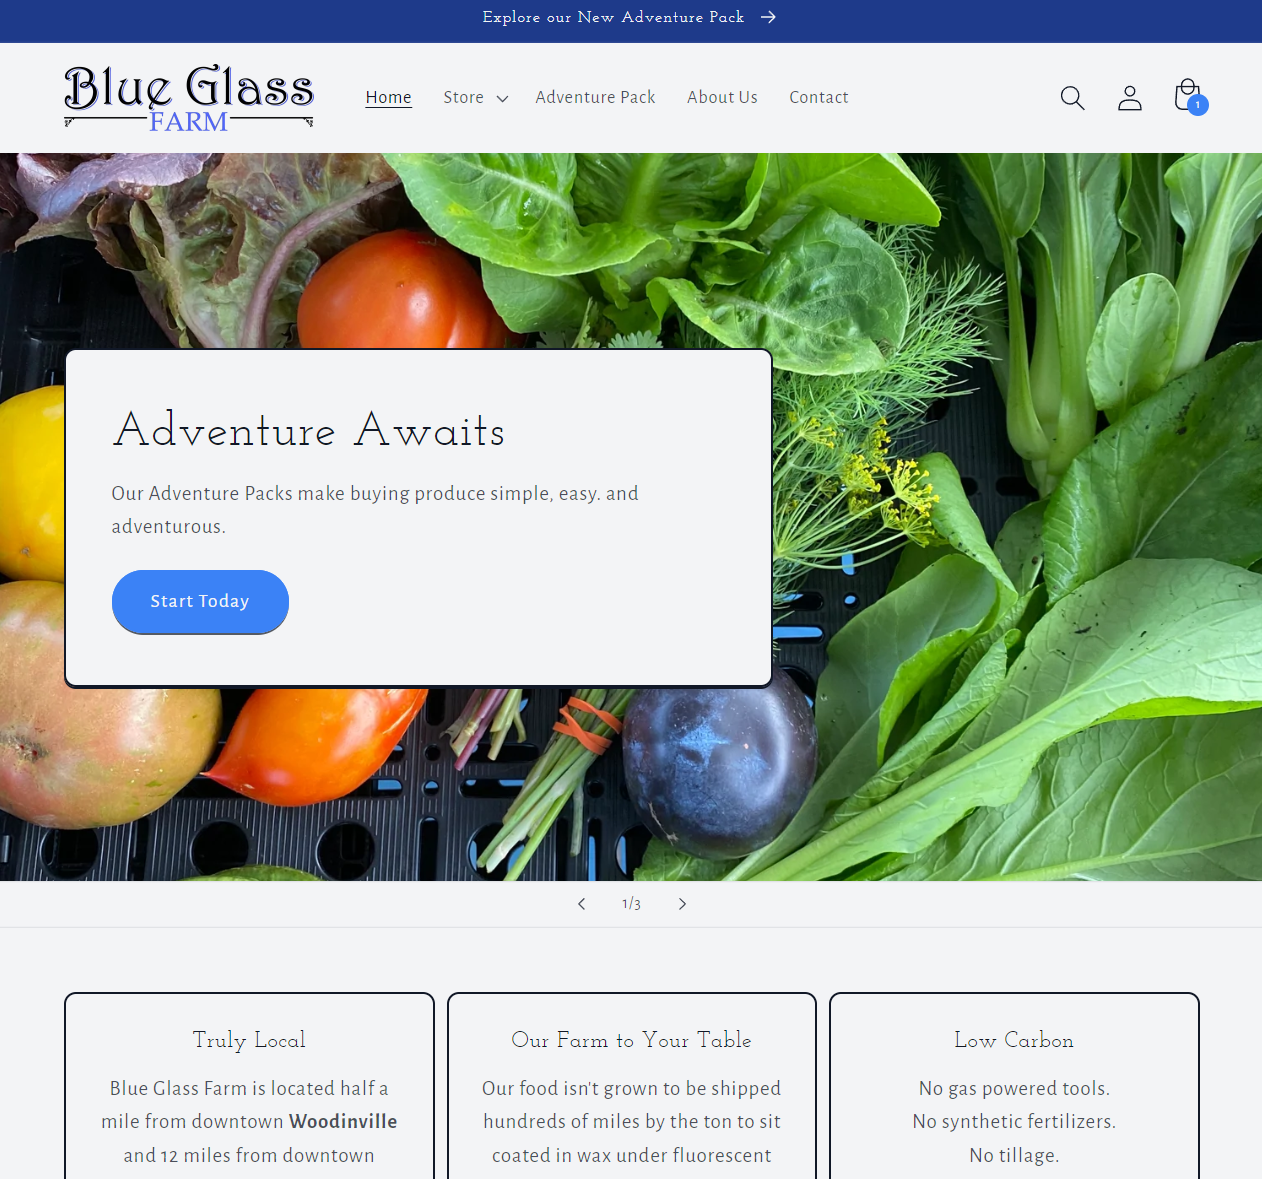 Explore our New Adventure Pack
Blue Glass
FARM
Home
Store
Adventure Pack
About Us
Contact
1
Adventure Awaits
Our Adventure Packs make buying produce simple, easy. and
adventurous.
Start Today
1/3
Truly Local
Blue Glass Farm is located half a
mile from downtown Woodinville
and 12 miles from downtown
Our Farm to Your Table
Our food isn't grown to be shipped
hundreds of miles by the ton to sit
coated in wax under fluorescent
Low Carbon
No gas powered tools.
No synthetic fertilizers.
No tillage.